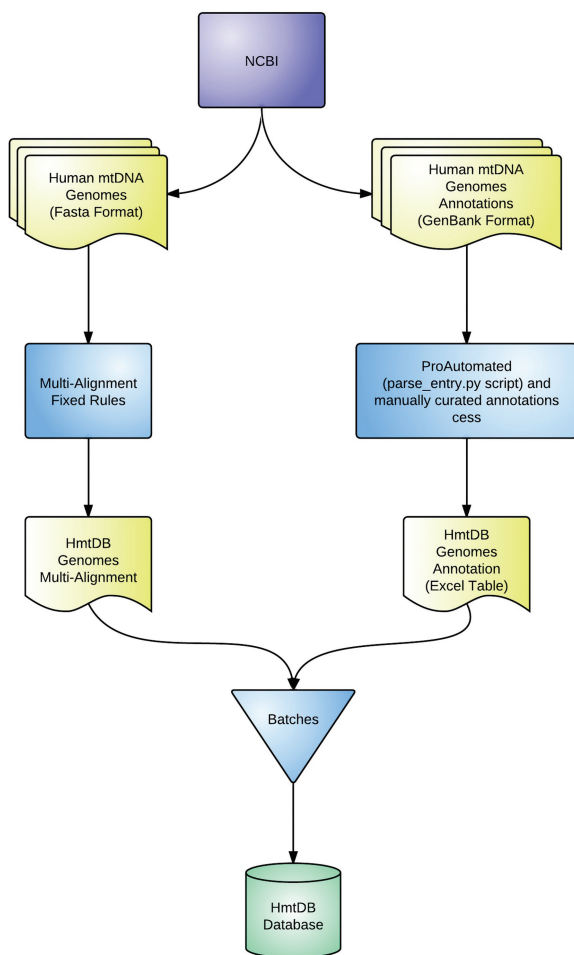 NCBI
Human mtDNA
Genomes
(Fasta Format)
Human mtDNA
Genomes
Annotations
(GenBank Format)
Multi-Alignment
Fixed Rules
ProAutomated
(parse_entry.py script) and
manually curated annotations
cess
HmtDB
Genomes
Multi-Alignment
HmtDB
Genomes
Annotation
(Excel Table)
Batches
HmtDB
Database